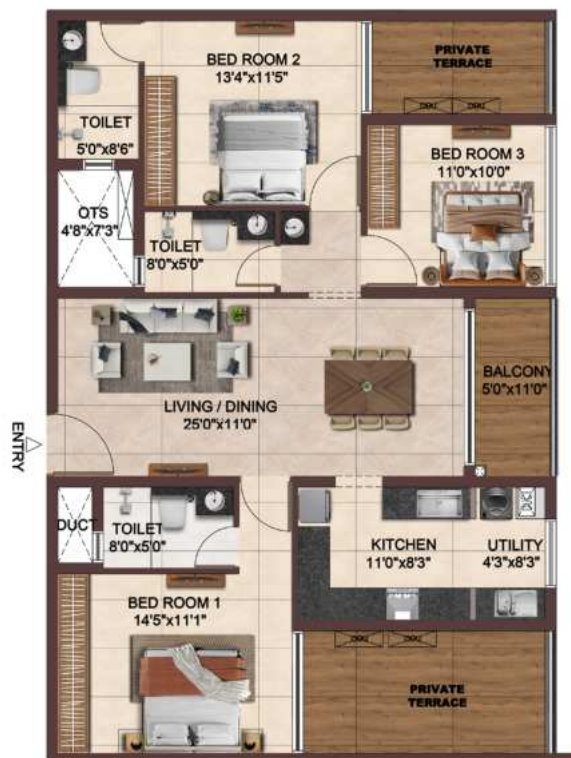 BED ROOM 2
13'4"x11'5"
PRIVATE
TERRACE
TOILET
5'0"x8'6"
BED ROOM 3
11'0"x10'0"
OTS
4'8"x7'3"
TOILET
8'0"x5'0"
LIVING / DINING
25'0"x11'0"
BALCONY
5'0"x11'0"
ENTRY
DUCT
TOILET
8'0"x5'0"
KITCHEN
11'0"x8'3"
UTILITY
4'3"x8'3"
BED ROOM 1
14'5"x11'1"
PRIVATE
TERRACE